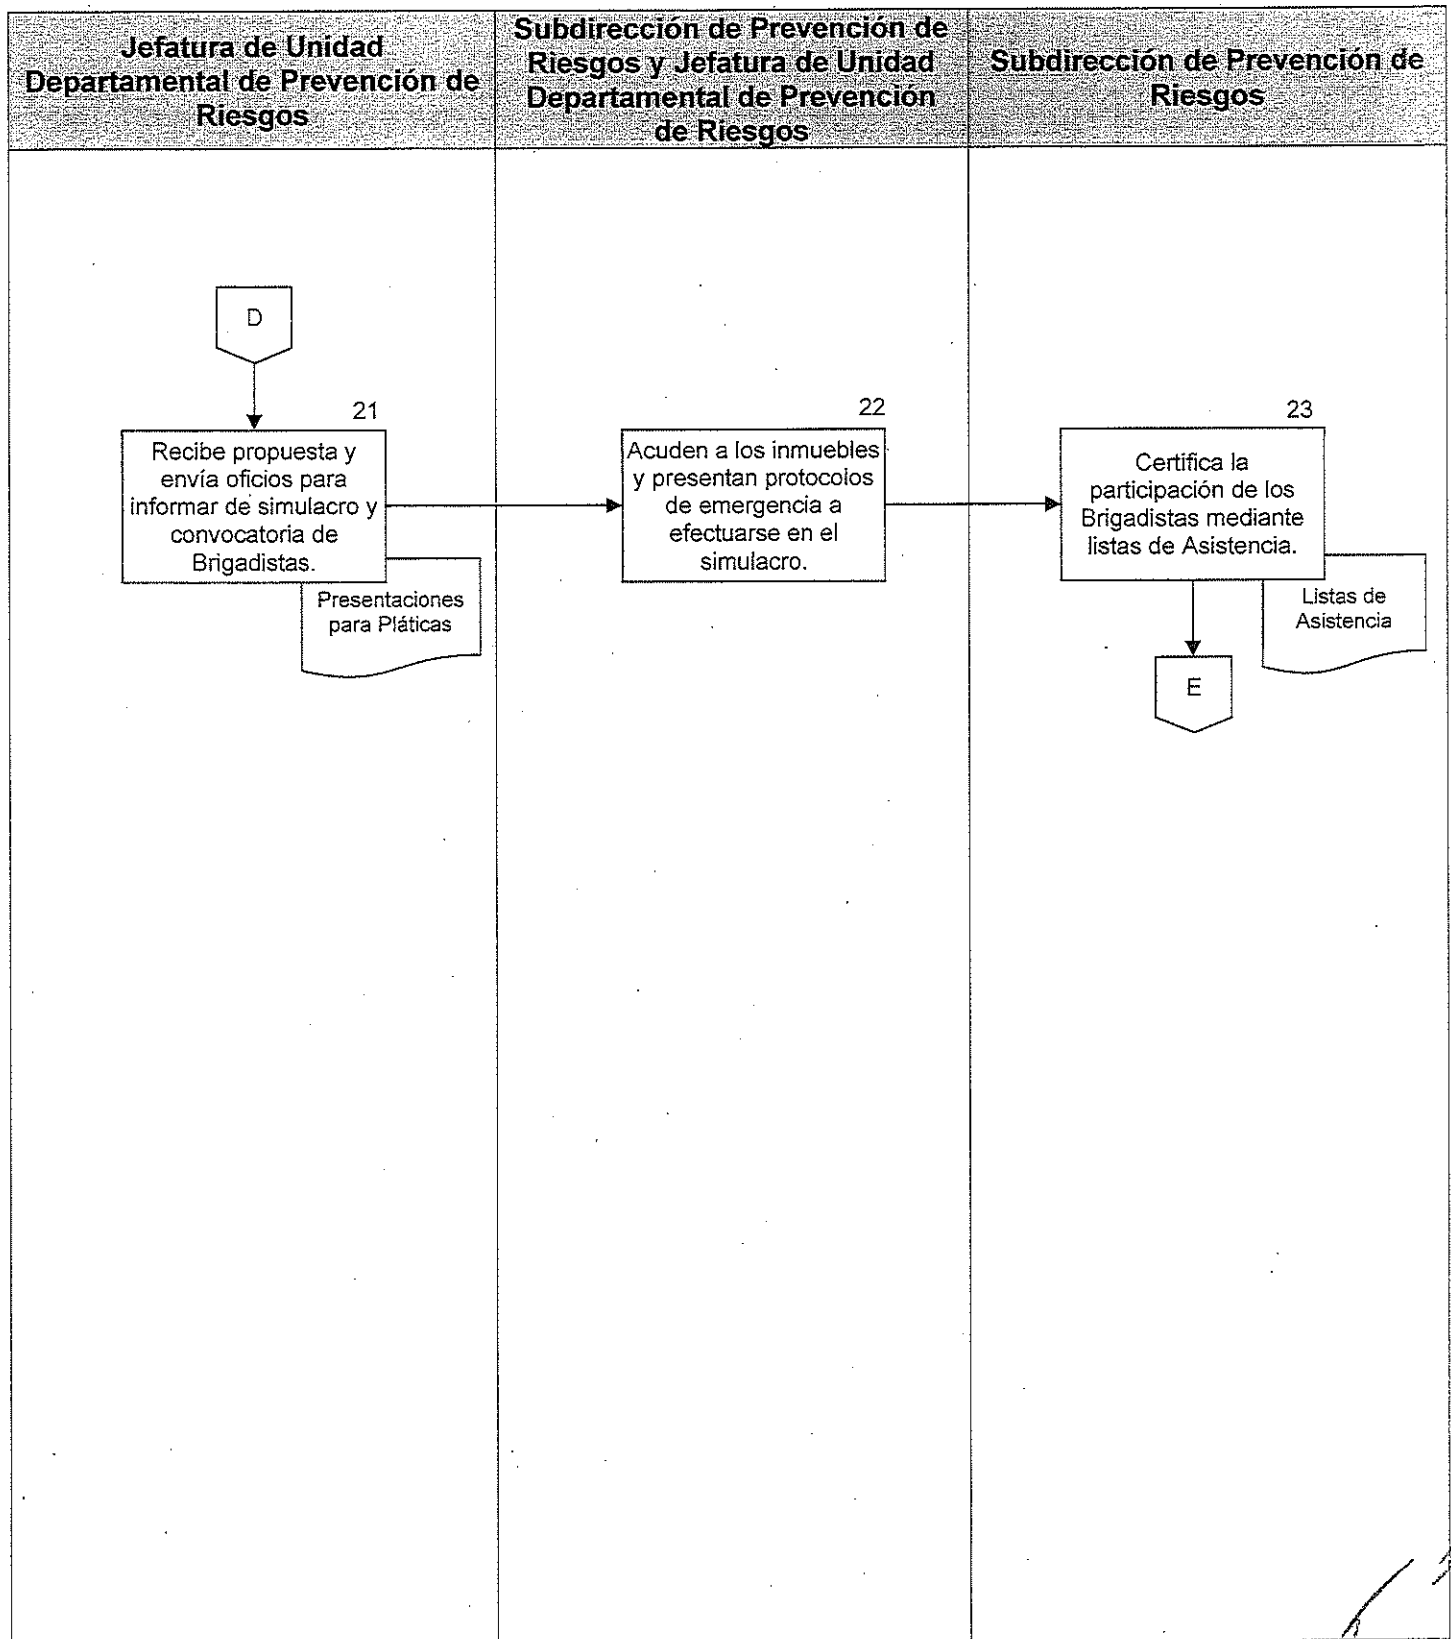 Jefatura de Unidad
Departamental de Prevención de
Riesgos
Subdirección de Prevención de
Riesgos y Jefatura de Unidad
Departamental de Prevención
de Riesgos
Subdirección de Prevención de
Riesgos
D
21
Recibe propuesta y
envía oficios para
informar de simulacro y
convocatoria de
Brigadistas.
Presentaciones
para Pláticas
22
Acuden a los inmuebles
y presentan protocolos
de emergencia a
efectuarse en el
simulacro.
23
Certifica la
participación de los
Brigadistas mediante
listas de Asistencia.
Listas de
Asistencia
E